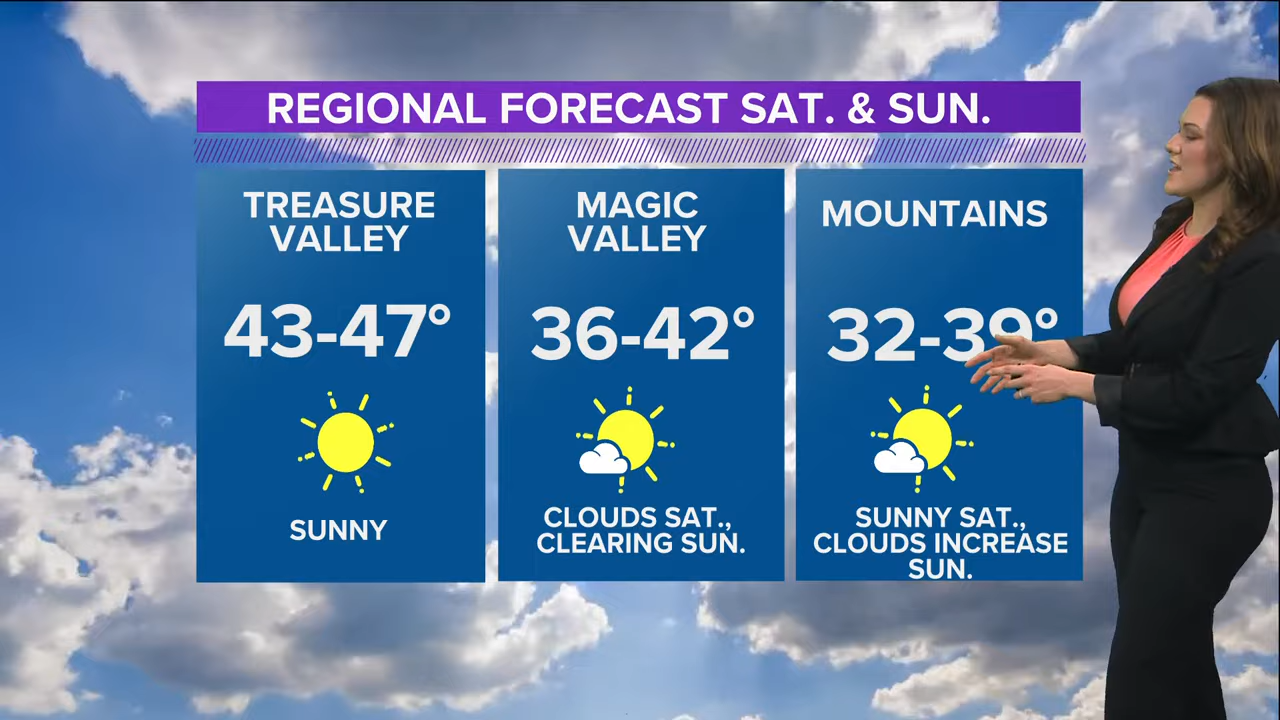 REGIONAL FORECAST SAT. & SUN.
TREASURE
VALLEY
43-47°
SUNNY
MAGIC
VALLEY
36-42°
CLOUDS SAT.,
CLEARING SUN.
MOUNTAINS
32-39°
SUNNY SAT.,
CLOUDS INCREASE
SUN.